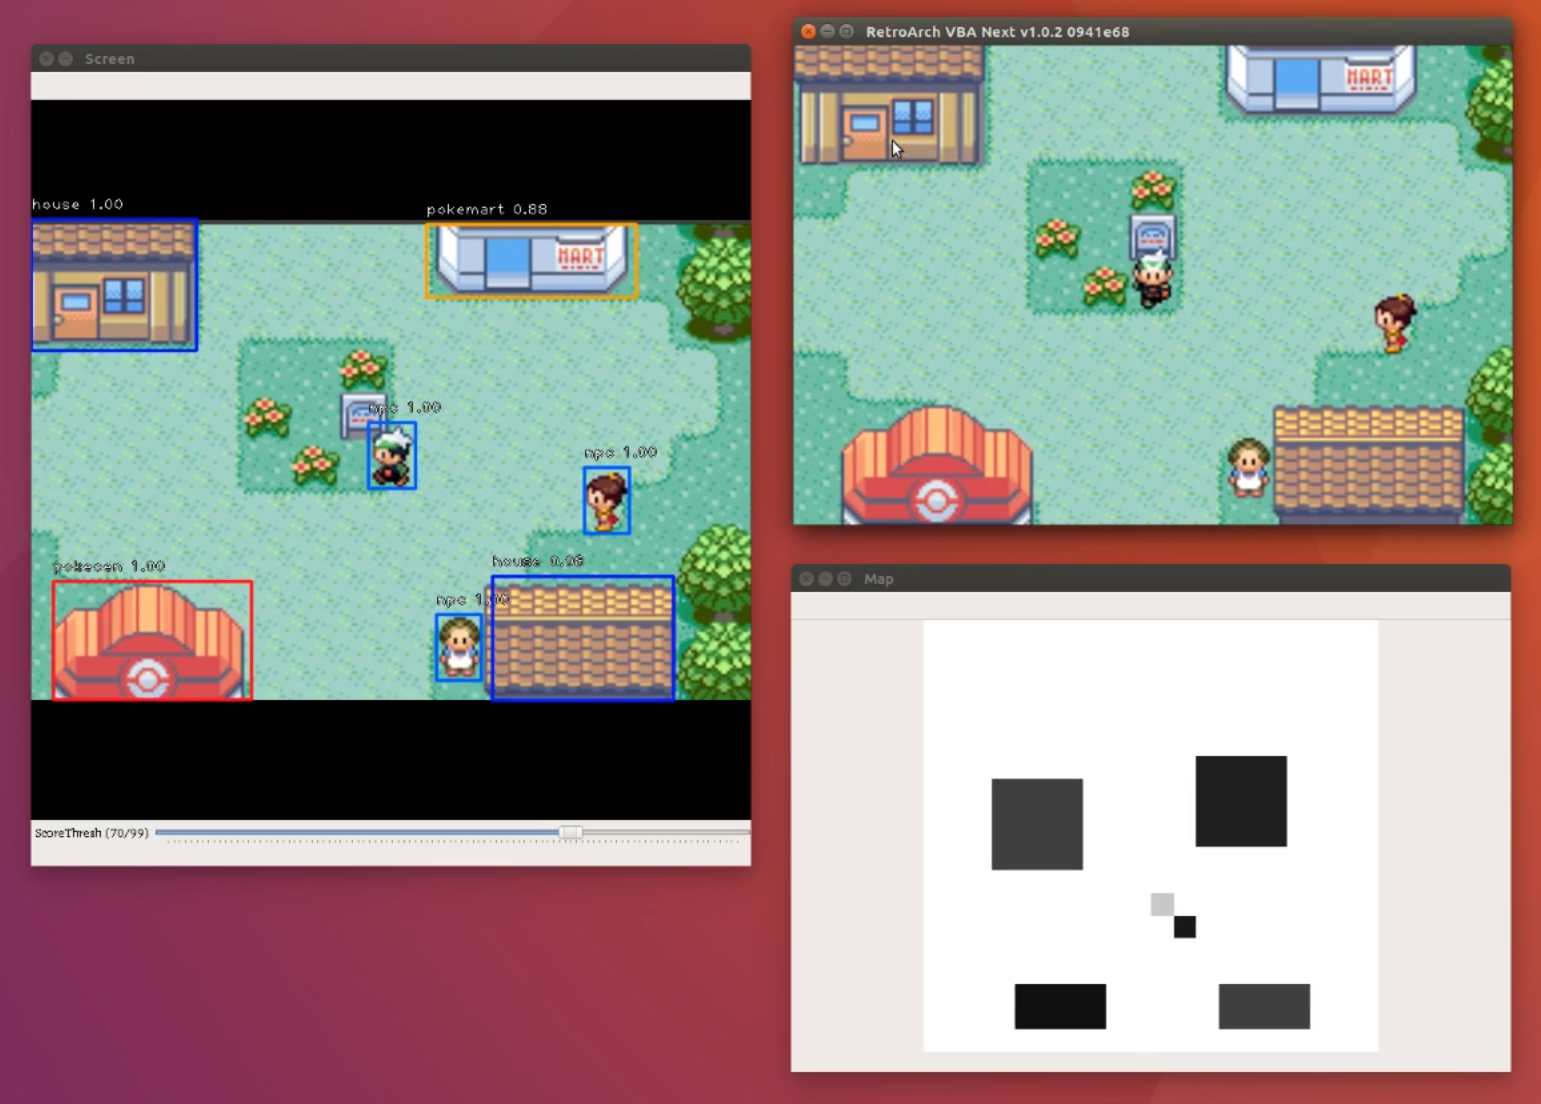 Screen
house 1.00
pokemart 0.88
MART
npc 1.00
npc 1.00
pokecen 1.00
house 0.98
npc 1.00
ScoreThresh (70/99)
RetroArch VBA Next v1.0.2 0941e68
MART
Map